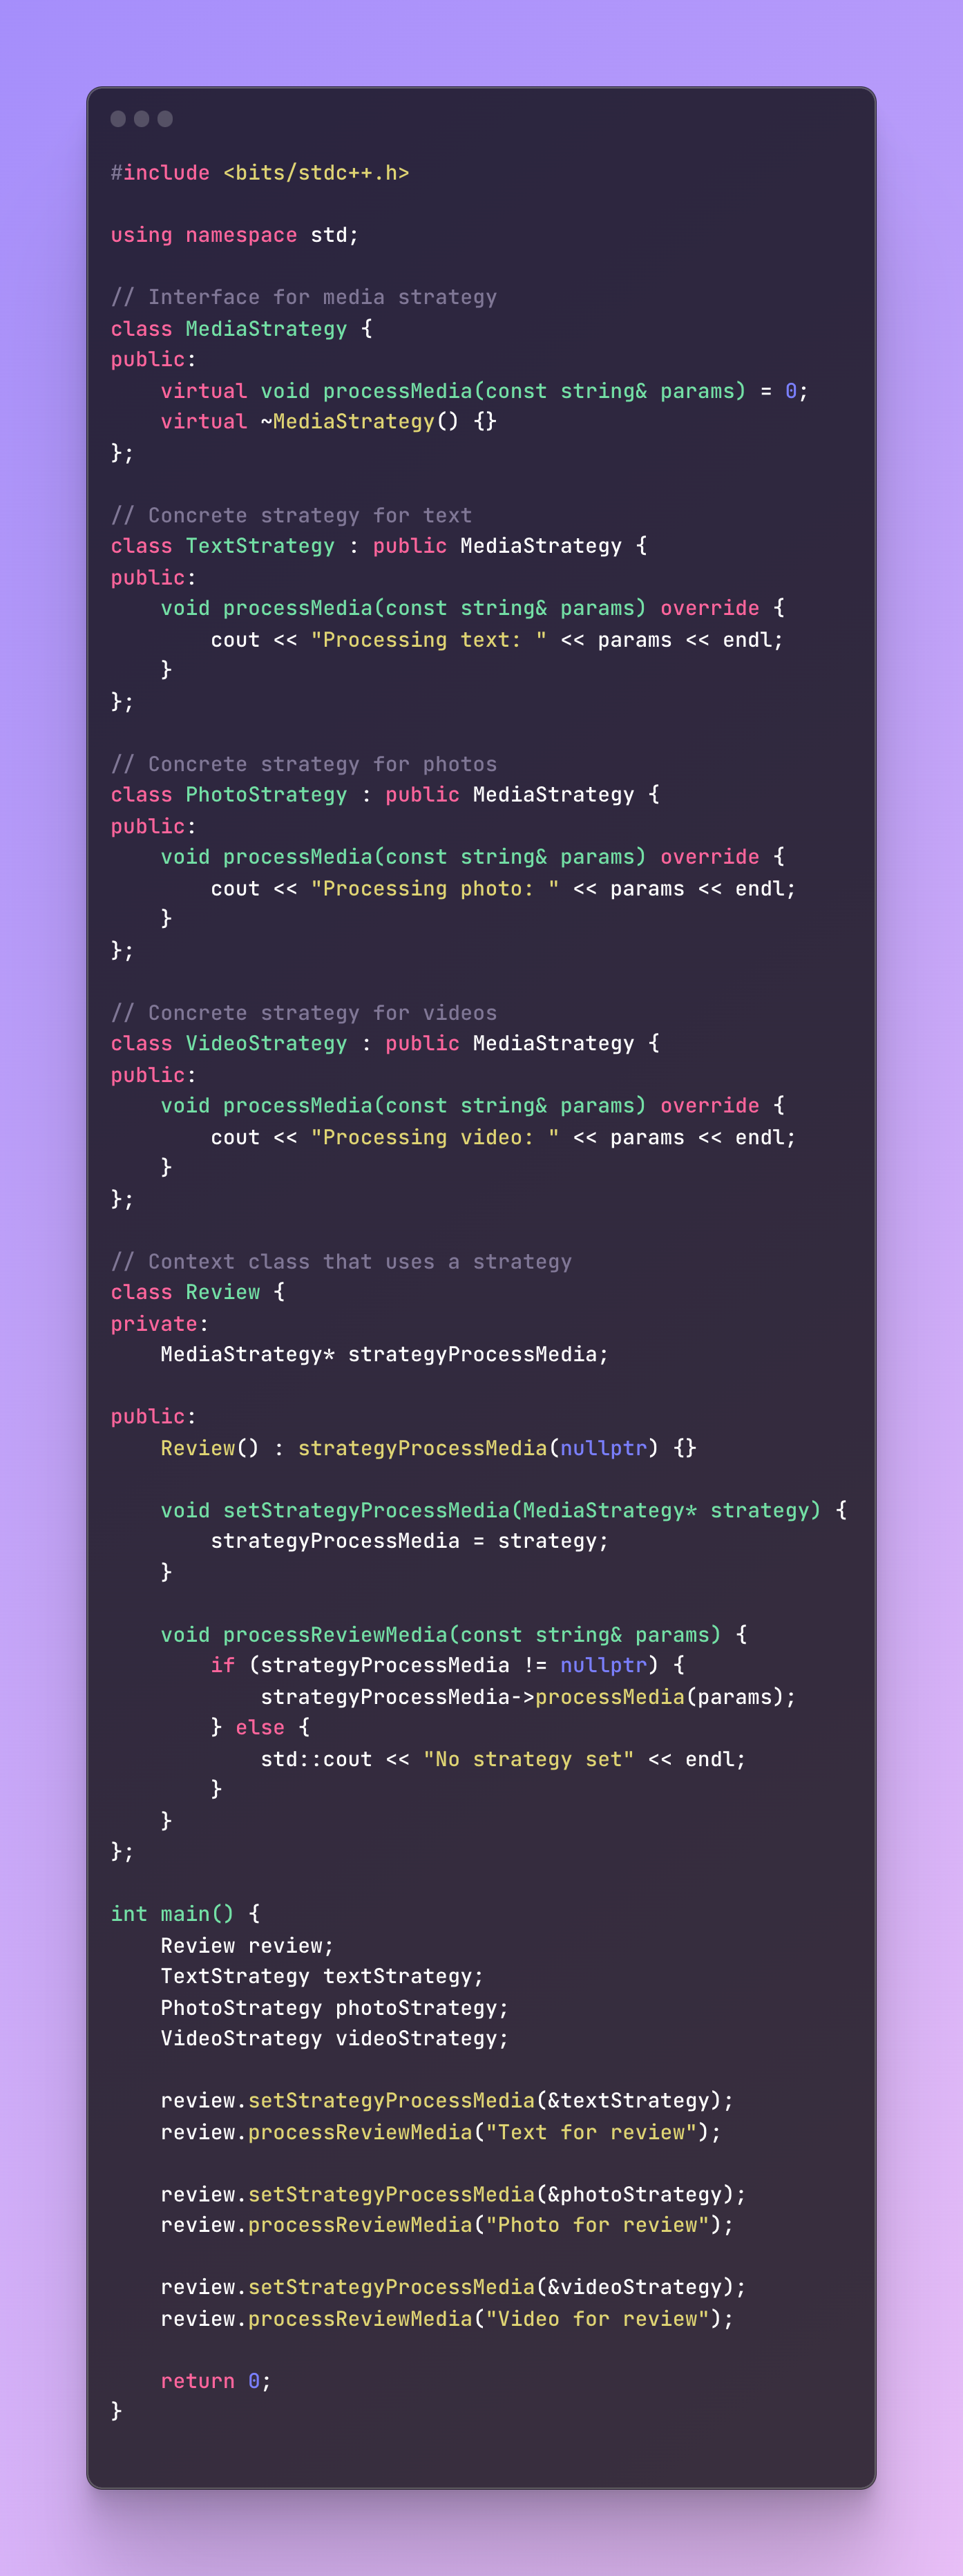 #include <bits/stdc++.h>

using namespace std;

// Interface for media strategy
class MediaStrategy {
public:
    virtual void processMedia(const string& params) = 0;
    virtual ~MediaStrategy() {}
};

// Concrete strategy for text
class TextStrategy : public MediaStrategy {
public:
    void processMedia(const string& params) override {
        cout << "Processing text: " << params << endl;
    }
};

// Concrete strategy for photos
class PhotoStrategy : public MediaStrategy {
public:
    void processMedia(const string& params) override {
        cout << "Processing photo: " << params << endl;
    }
};

// Concrete strategy for videos
class VideoStrategy : public MediaStrategy {
public:
    void processMedia(const string& params) override {
        cout << "Processing video: " << params << endl;
    }
};

// Context class that uses a strategy
class Review {
private:
    MediaStrategy* strategyProcessMedia;

public:
    Review() : strategyProcessMedia(nullptr) {}

    void setStrategyProcessMedia(MediaStrategy* strategy) {
        strategyProcessMedia = strategy;
    }

    void processReviewMedia(const string& params) {
        if (strategyProcessMedia != nullptr) {
            strategyProcessMedia->processMedia(params);
        } else {
            std::cout << "No strategy set" << endl;
        }
    }
};

int main() {
    Review review;
    TextStrategy textStrategy;
    PhotoStrategy photoStrategy;
    VideoStrategy videoStrategy;

    review.setStrategyProcessMedia(&textStrategy);
    review.processReviewMedia("Text for review");

    review.setStrategyProcessMedia(&photoStrategy);
    review.processReviewMedia("Photo for review");

    review.setStrategyProcessMedia(&videoStrategy);
    review.processReviewMedia("Video for review");

    return 0;
}